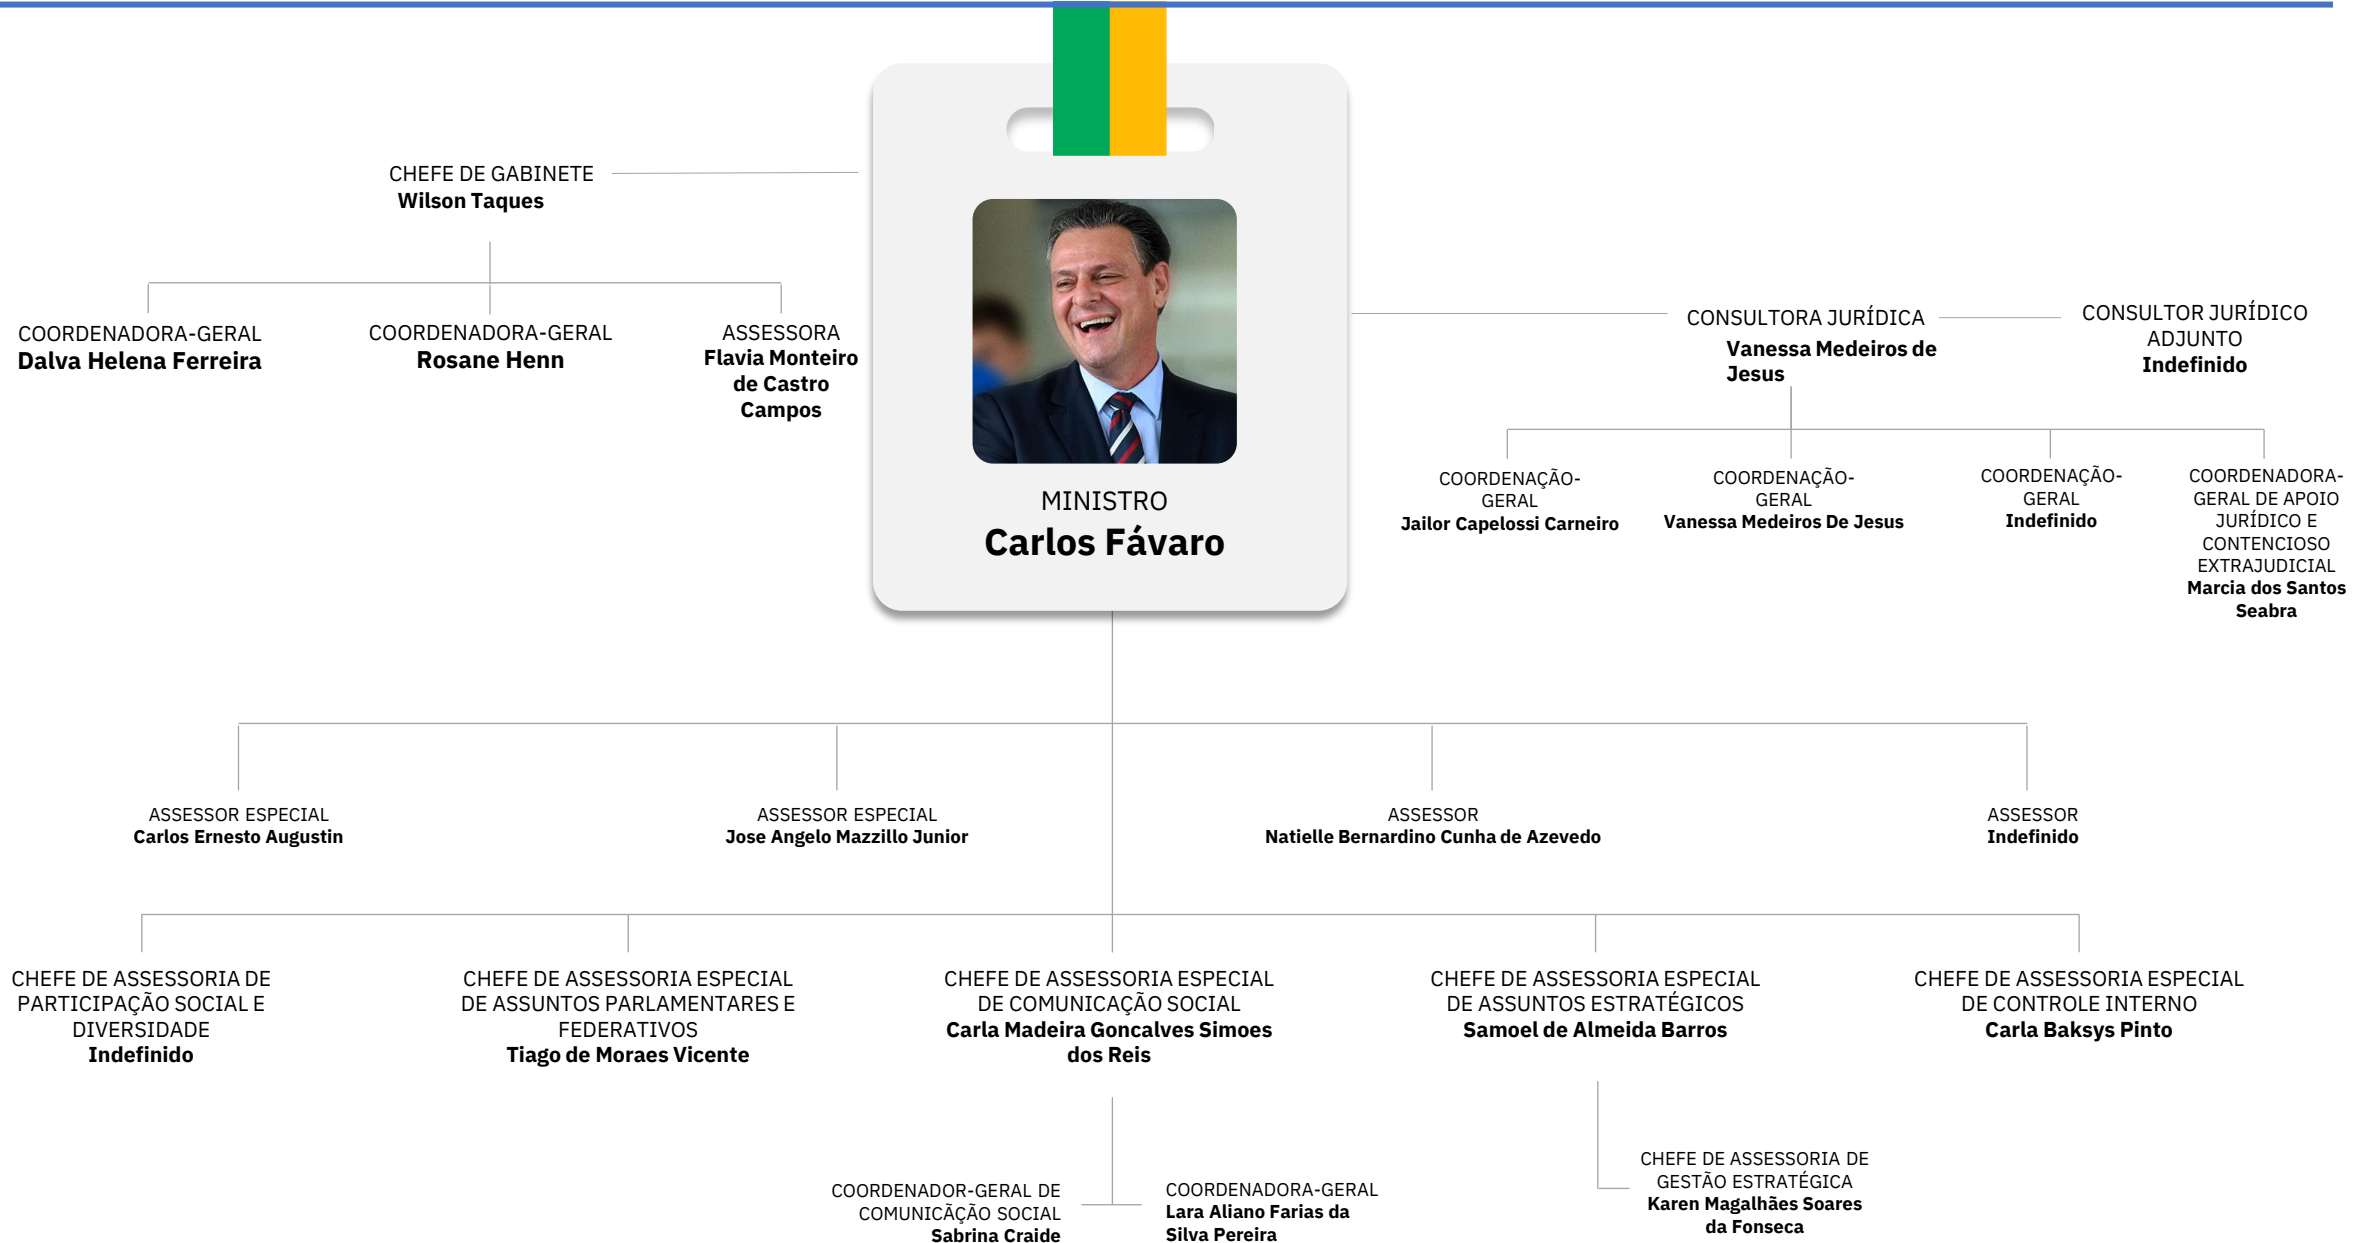 CHEFE DE GABINETE
Wilson Taques
COORDENADORA-GERAL
Dalva Helena Ferreira
COORDENADORA-GERAL
Rosane Henn
ASSESSORA
Flavia Monteiro
de Castro
Campos
MINISTRO
Carlos Fávaro
CONSULTORA JURÍDICA
Vanessa Medeiros de
Jesus
CONSULTOR JURÍDICO
ADJUNTO
Indefinido
COORDENAÇÃO-
GERAL
Jailor Capelossi Carneiro
COORDENAÇÃO-
GERAL
Vanessa Medeiros De Jesus
COORDENAÇÃO-
GERAL
Indefinido
COORDENADORA-
GERAL DE APOIO
JURÍDICO E
CONTENCIOSO
EXTRAJUDICIAL
Marcia dos Santos
Seabra
ASSESSOR ESPECIAL
Carlos Ernesto Augustin
ASSESSOR ESPECIAL
Jose Angelo Mazzillo Junior
ASSESSOR
Natielle Bernardino Cunha de Azevedo
ASSESSOR
Indefinido
CHEFE DE ASSESSORIA DE
PARTICIPAÇÃO SOCIAL E
DIVERSIDADE
Indefinido
CHEFE DE ASSESSORIA ESPECIAL
DE ASSUNTOS PARLAMENTARES E
FEDERATIVOS
Tiago de Moraes Vicente
CHEFE DE ASSESSORIA ESPECIAL
DE COMUNICAÇÃO SOCIAL
Carla Madeira Goncalves Simoes
dos Reis
CHEFE DE ASSESSORIA ESPECIAL
DE ASSUNTOS ESTRATÉGICOS
Samoel de Almeida Barros
CHEFE DE ASSESSORIA ESPECIAL
DE CONTROLE INTERNO
Carla Baksys Pinto
COORDENADOR-GERAL DE
COMUNICÃÇÃO SOCIAL
Sabrina Craide
COORDENADORA-GERAL
Lara Aliano Farias da
Silva Pereira
CHEFE DE ASSESSORIA DE
GESTÃO ESTRATÉGICA
Karen Magalhães Soares
da Fonseca